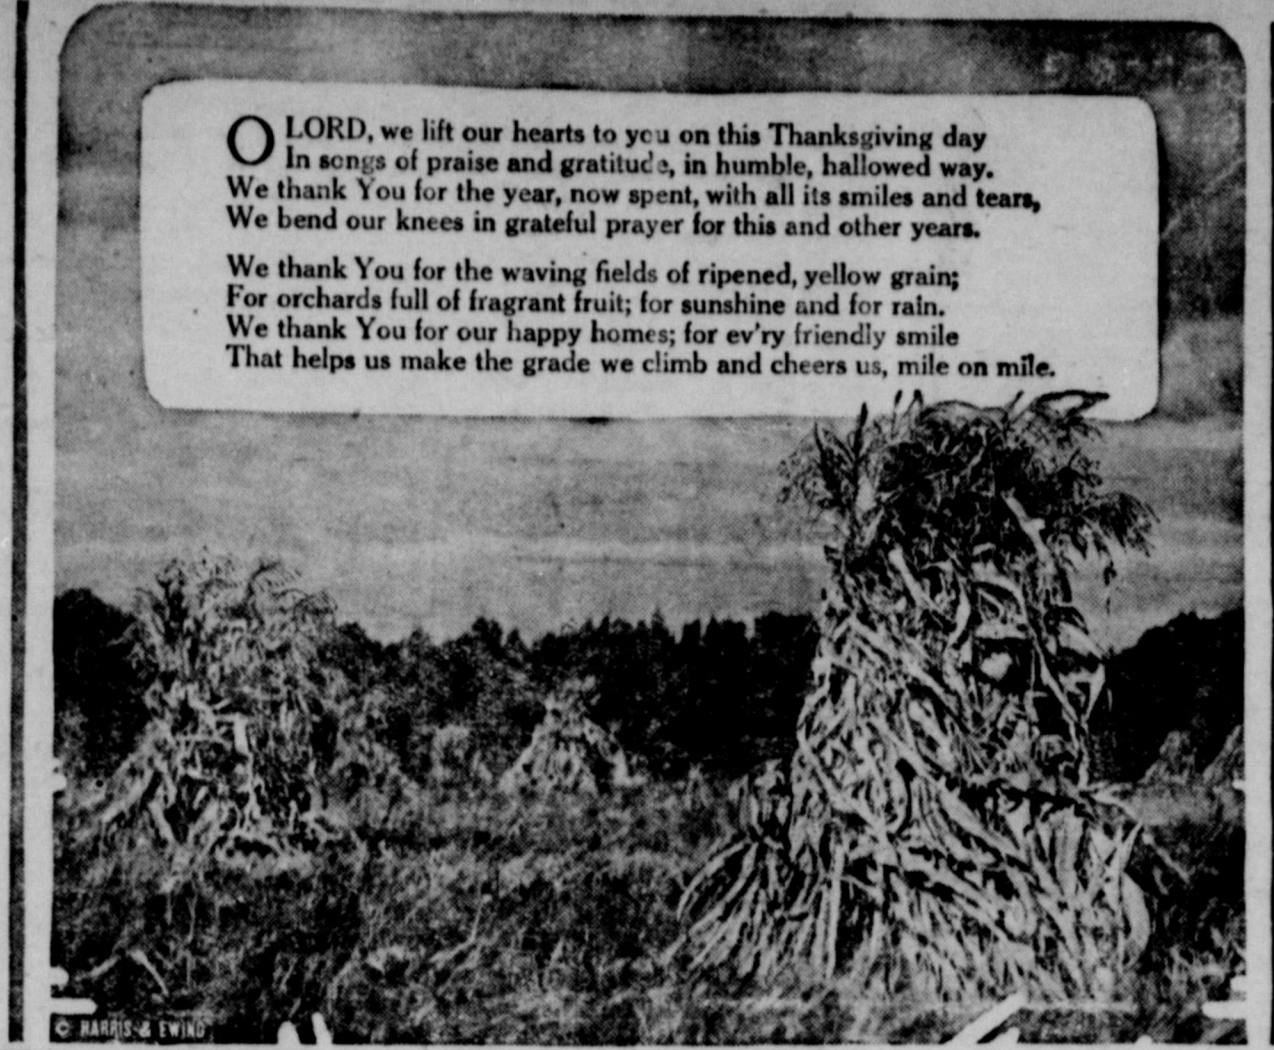 O LORD, we lift our hearts to you on this Thanksgiving day
In songs of praise and gratitude, in humble, hallowed way.
We thank You for the year, now spent, with all its smiles and tears,
We bend our knees in grateful prayer for this and other years.
We thank You for the waving fields of ripened, yellow grain;
For orchards full of fragrant fruit; for sunshine and for rain.
We thank You for our happy homes; for ev'ry friendly smile
That helps us make the grade we climb and cheers us, mile on mile.
© HARRIS & EWING